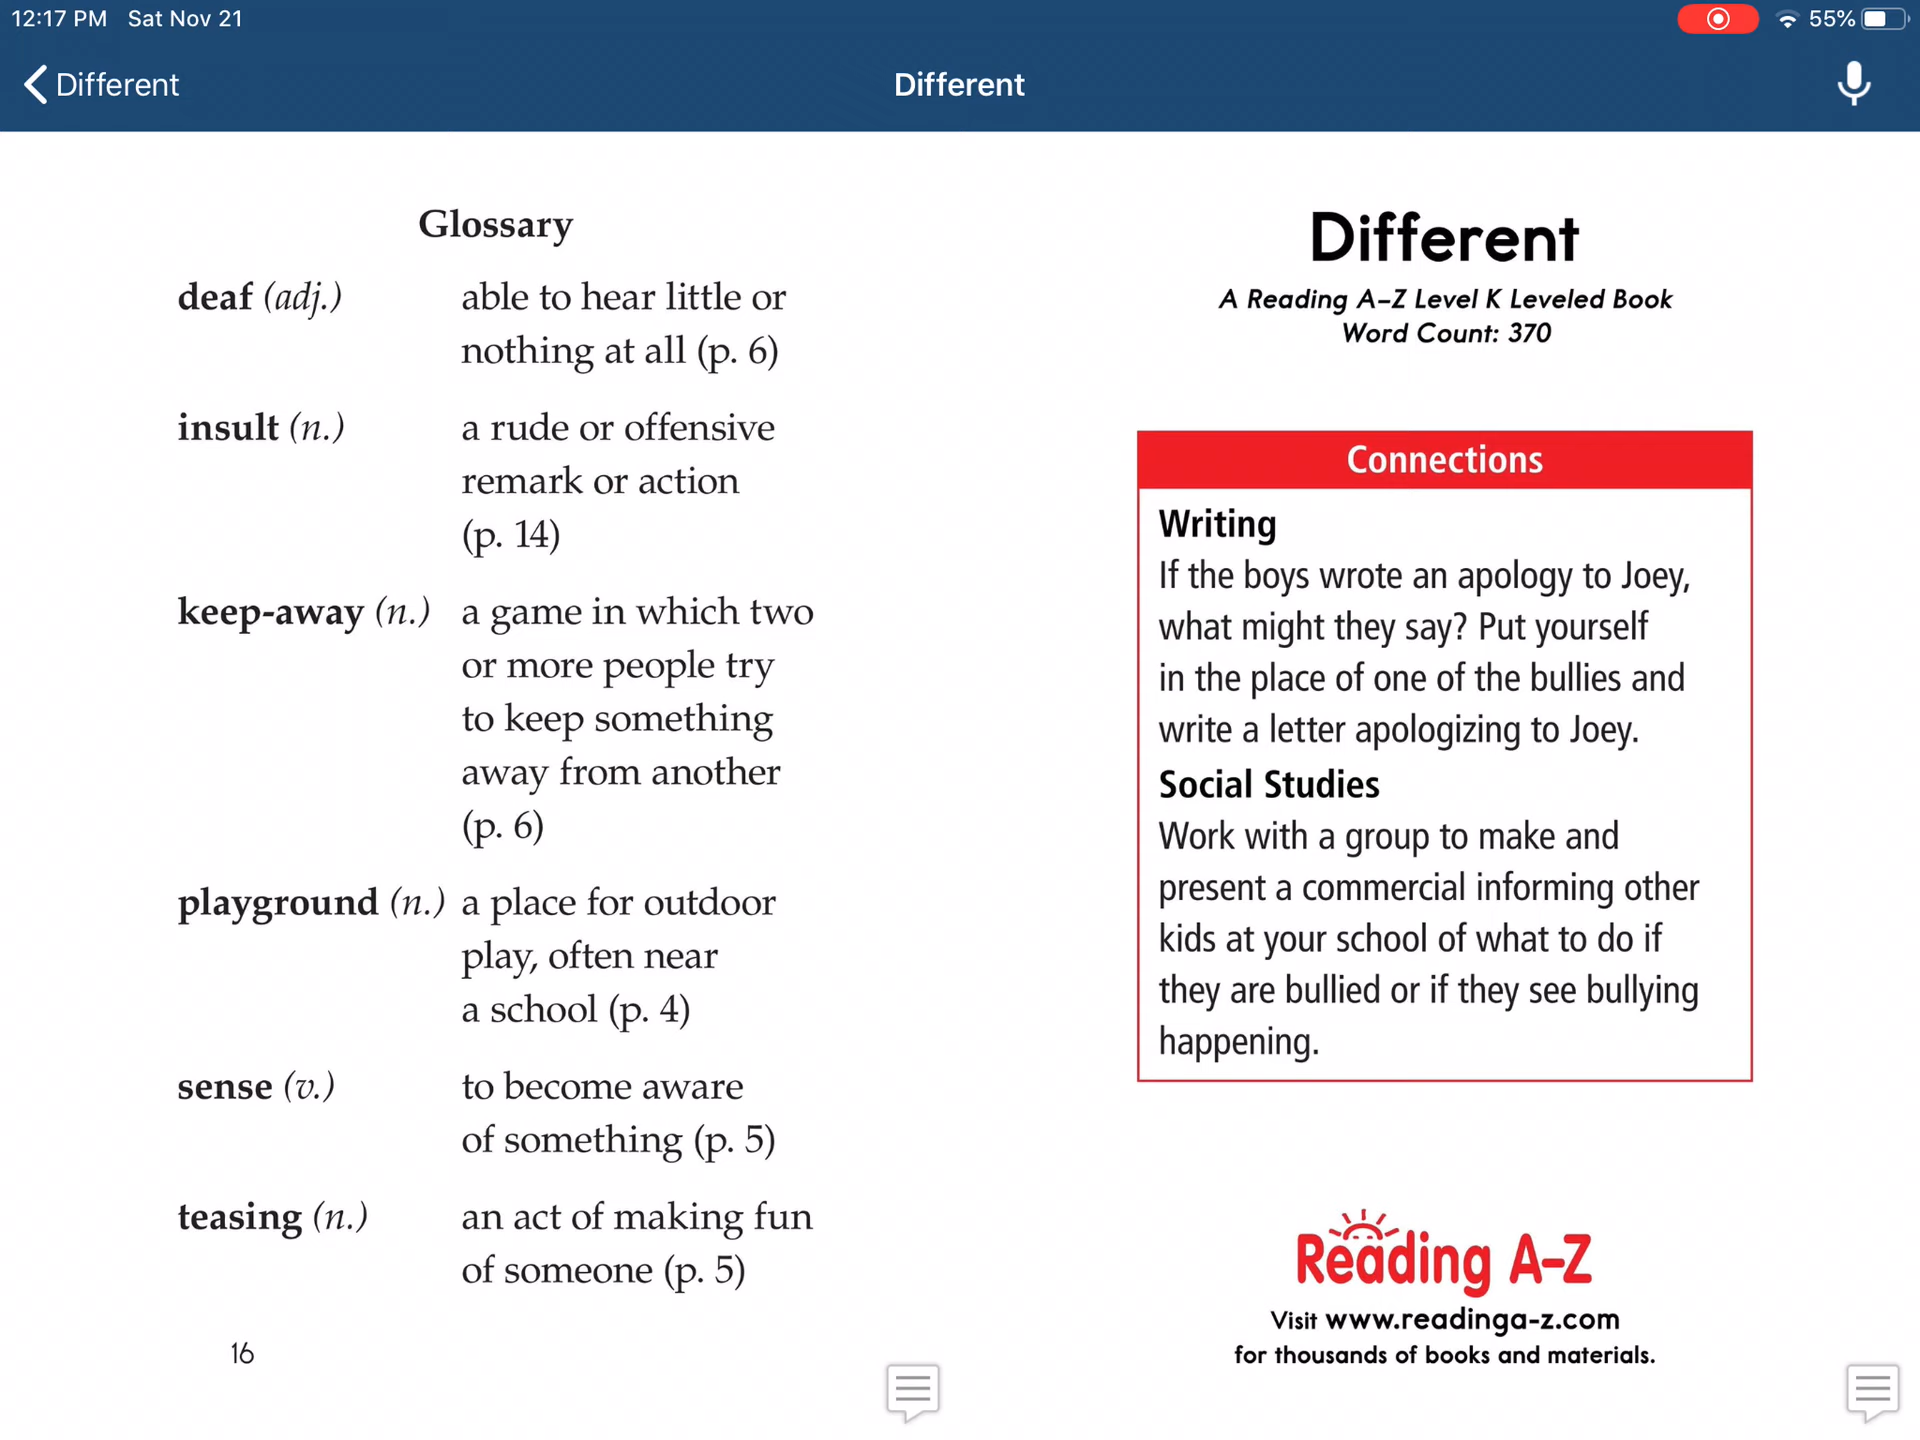 12:17 PM Sat Nov 21
55%
Different
Different
Glossary
deaf (adj.) able to hear little or
nothing at all (p. 6)
insult (n.) a rude or offensive
remark or action
(p. 14)
keep-away (n.) a game in which two
or more people try
to keep something
away from another
(p. 6)
playground (n.) a place for outdoor
play, often near
a school (p. 4)
sense (v.) to become aware
of something (p. 5)
teasing (n.) an act of making fun
of someone (p. 5)
16
Different
A Reading A–Z Level K Leveled Book
Word Count: 370
Connections
Writing
If the boys wrote an apology to Joey,
what might they say? Put yourself
in the place of one of the bullies and
write a letter apologizing to Joey.
Social Studies
Work with a group to make and
present a commercial informing other
kids at your school of what to do if
they are bullied or if they see bullying
happening.
Reading A–Z
Visit www.readinga-z.com
for thousands of books and materials.